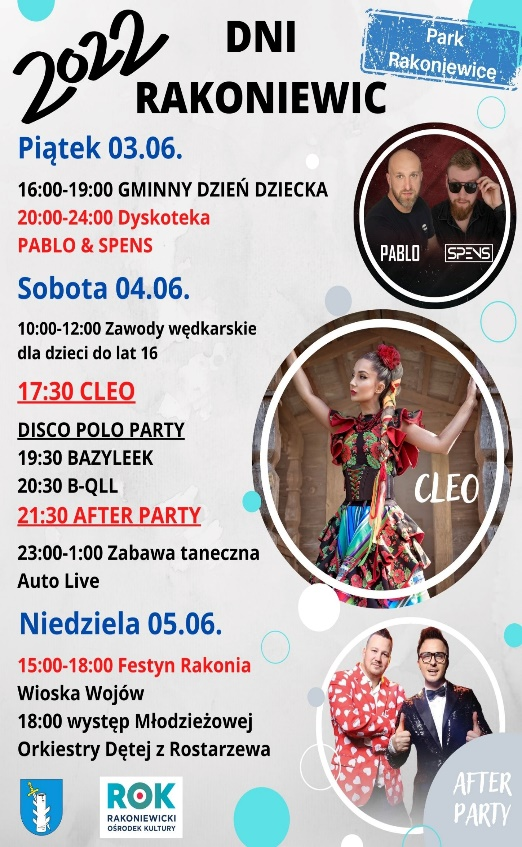 2022
DNI
RAKONIEWIC
Park
Rakoniewice
Piątek 03.06.
16:00-19:00 GMINNY DZIEŃ DZIECKA
20:00-24:00 Dyskoteka
PABLO & SPENS
PABLO
SPENS
Sobota 04.06.
10:00-12:00 Zawody wędkarskie
dla dzieci do lat 16
17:30 CLEO
DISCO POLO PARTY
19:30 BAZYLEEK
20:30 B-QLL
21:30 AFTER PARTY
23:00-1:00 Zabawa taneczna
Auto Live
CLEO
Niedziela 05.06.
15:00-18:00 Festyn Rakonia
Wioska Wojów
18:00 występ Młodzieżowej
Orkiestry Dętej z Rostarzewa
AFTER
PARTY
ROK
RAKONIEWICKI
OŚRODEK KULTURY